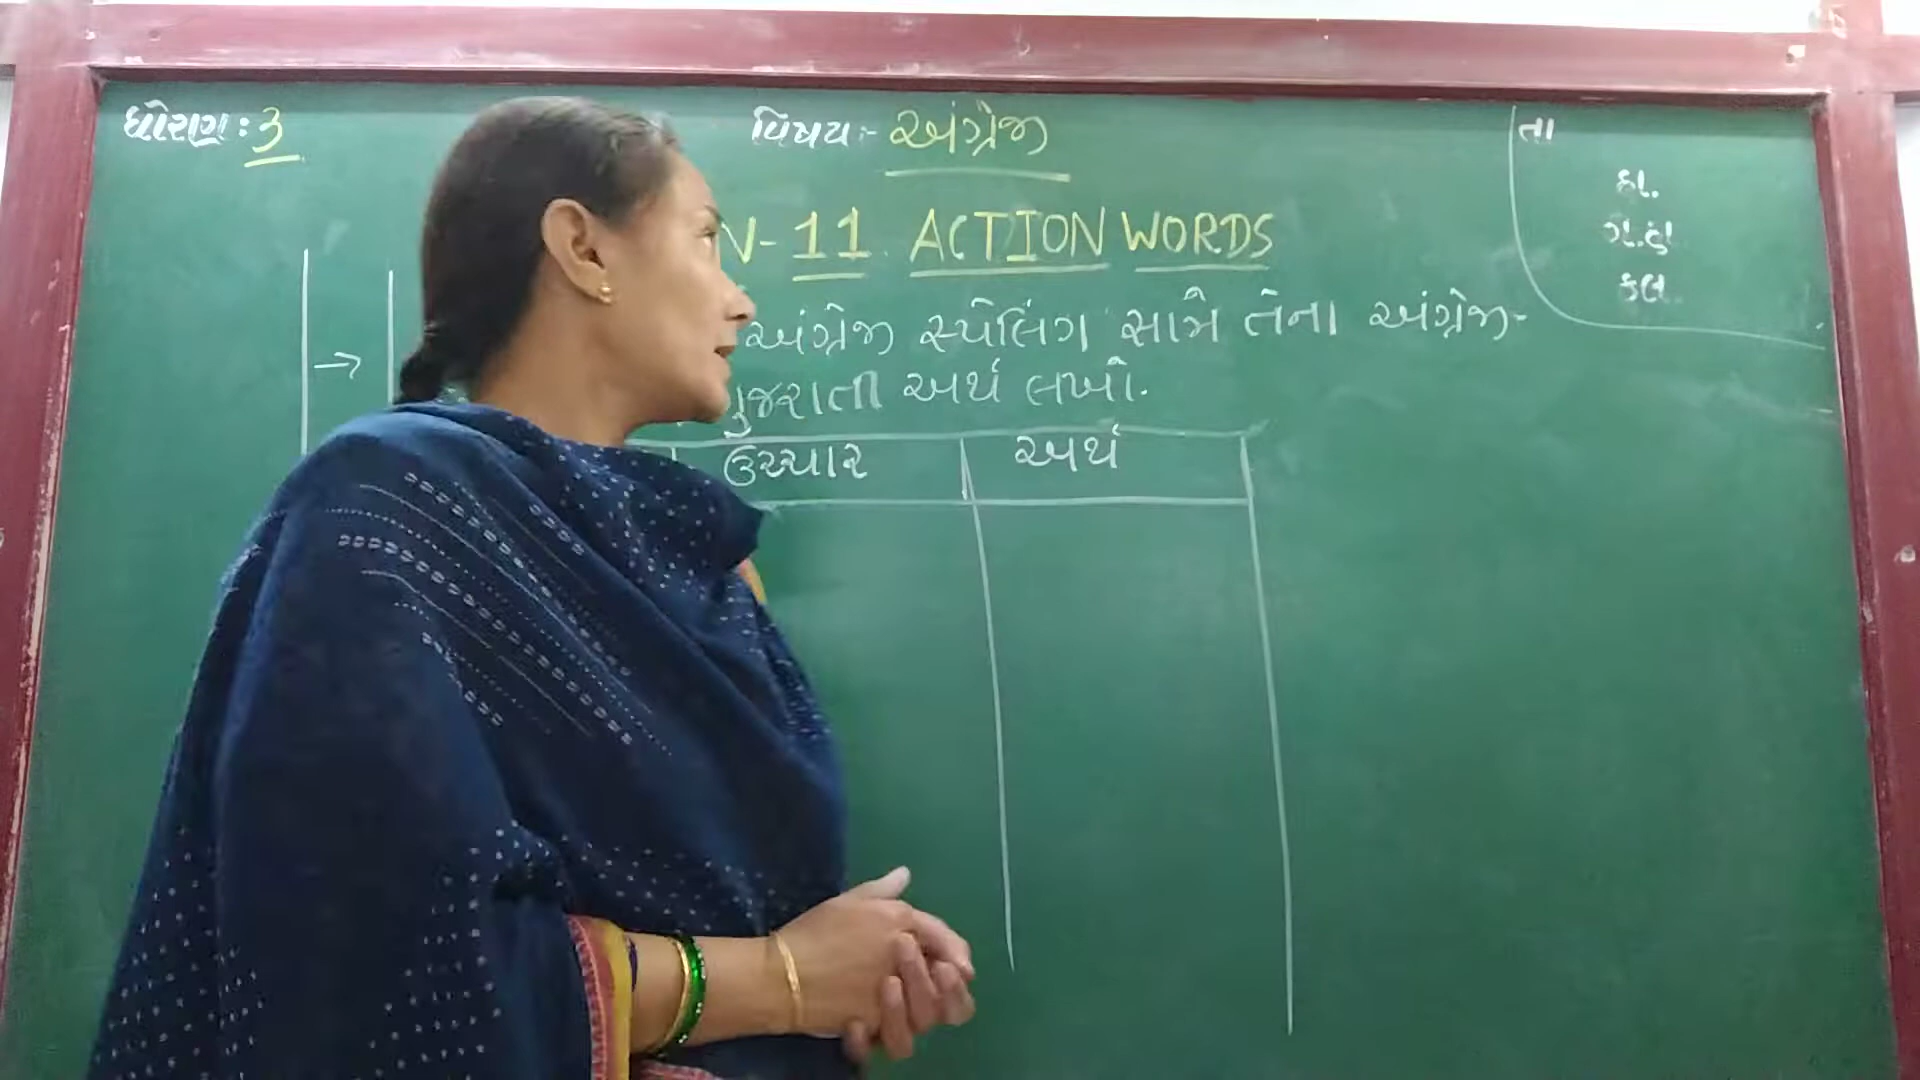 ધોરણ : 3
વિષય :- અંગ્રેજી
તા
હા.
ગે.હા
કલ
N-11. ACTION WORDS
→ અંગ્રેજી સ્પેલિંગ સામે તેના અંગ્રેજી-
ગુજરાતી અર્થ લખો.
ઉચ્ચાર અર્થ